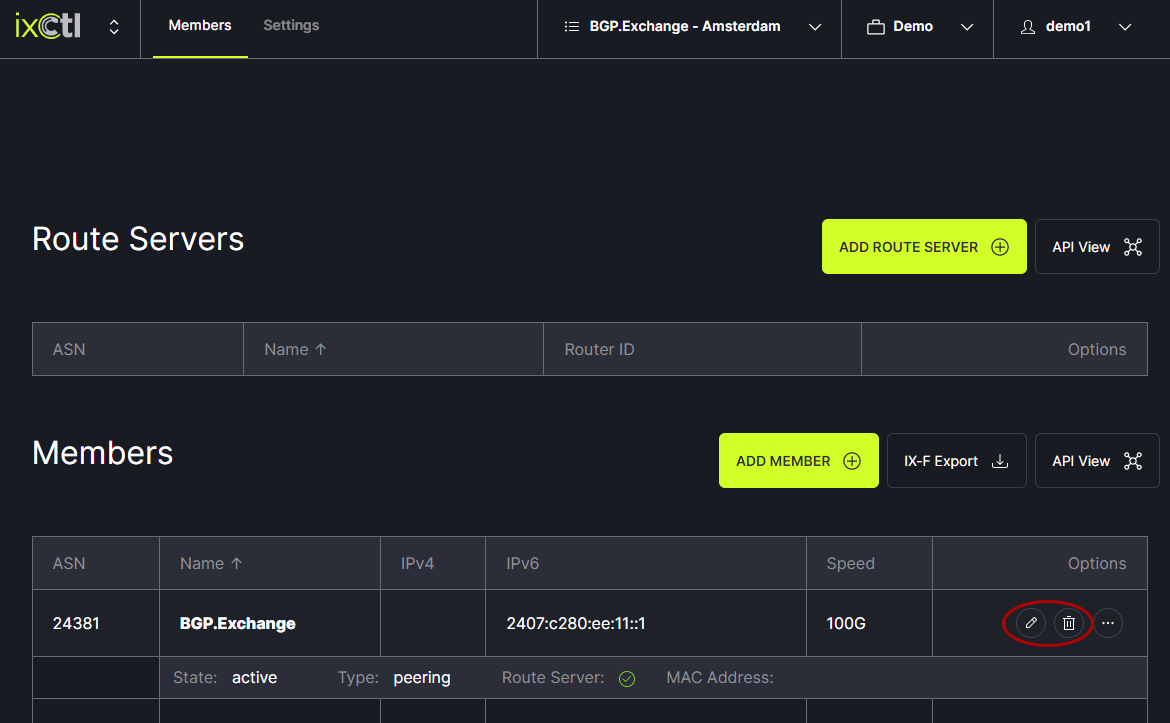 ixCtl Members Settings BGP.Exchange - Amsterdam Demo demo1
Route Servers
ADD ROUTE SERVER API View
ASN Name ↑ Router ID Options
Members
ADD MEMBER IX-F Export API View
ASN Name ↑ IPv4 IPv6 Speed Options
24381 BGP.Exchange 2407:c280:ee:11::1 100G
State: active Type: peering Route Server: MAC Address: